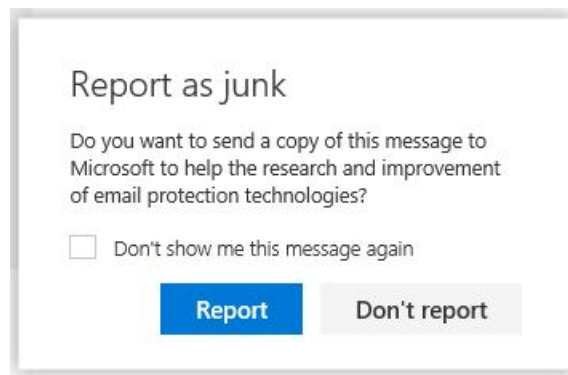 Report as junk
Do you want to send a copy of this message to
Microsoft to help the research and improvement
of email protection technologies?
Don't show me this message again
Report
Don't report